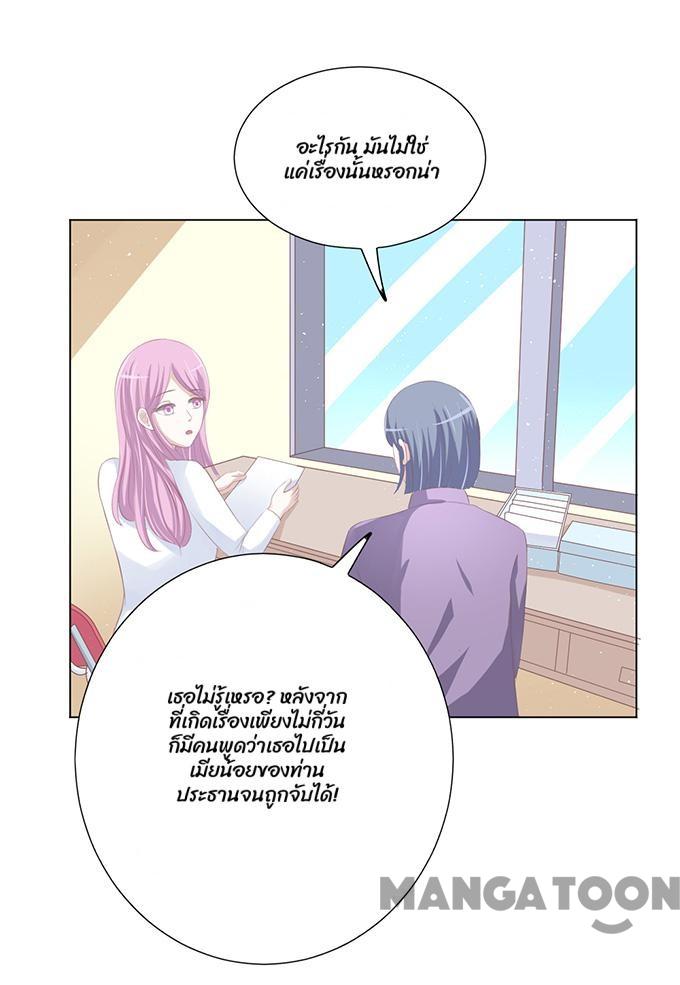 อะไรกัน มันไม่ใช่
แค่เรื่องนั้นหรอกน่า
เธอไม่รู้เหรอ? หลังจาก
ที่เกิดเรื่องเพียงไม่กี่วัน
ก็มีคนพูดว่าเธอไปเป็น
เมียน้อยของท่าน
ประธานจนถูกจับได้!
MANGATOON